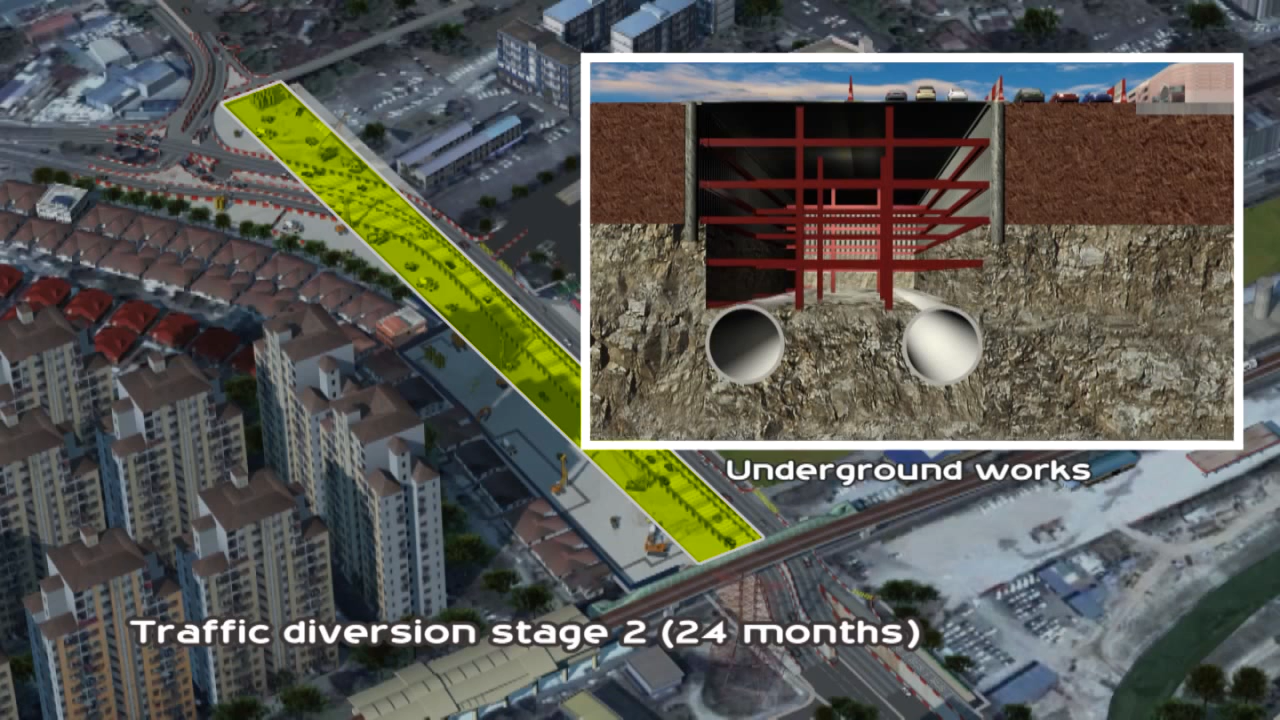 Underground works
Traffic diversion stage 2 (24 months)